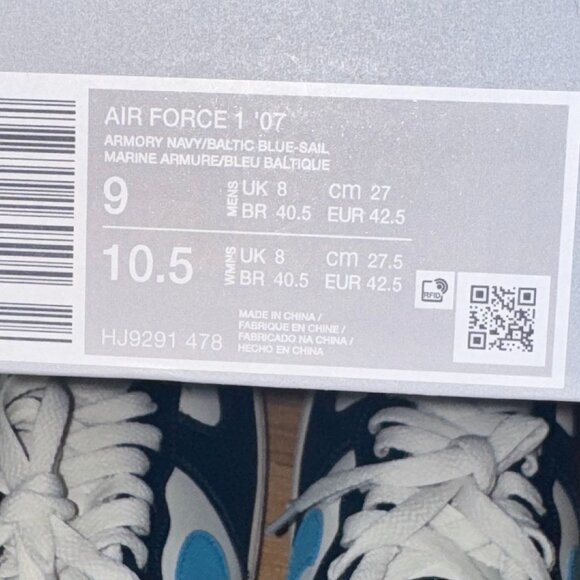 AIR FORCE 1 '07
ARMORY NAVY/BALTIC BLUE-SAIL
MARINE ARMURE/BLEU BALTIQUE
9 MENS UK 8 cm 27
BR 40.5 EUR 42.5
10.5 WMNS UK 8 cm 27.5
BR 40.5 EUR 42.5
RFID
MADE IN CHINA /
FABRIQUE EN CHINE /
FABRICADO NA CHINA /
HECHO EN CHINA
HJ9291 478